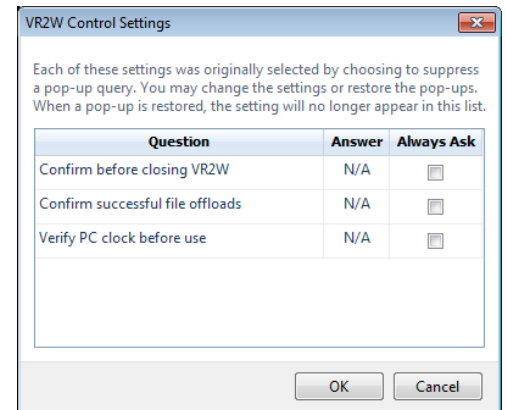 VR2W Control Settings
Each of these settings was originally selected by choosing to suppress
a pop-up query. You may change the settings or restore the pop-ups.
When a pop-up is restored, the setting will no longer appear in this list.
Question Answer Always Ask
Confirm before closing VR2W N/A
Confirm successful file offloads N/A
Verify PC clock before use N/A
OK Cancel